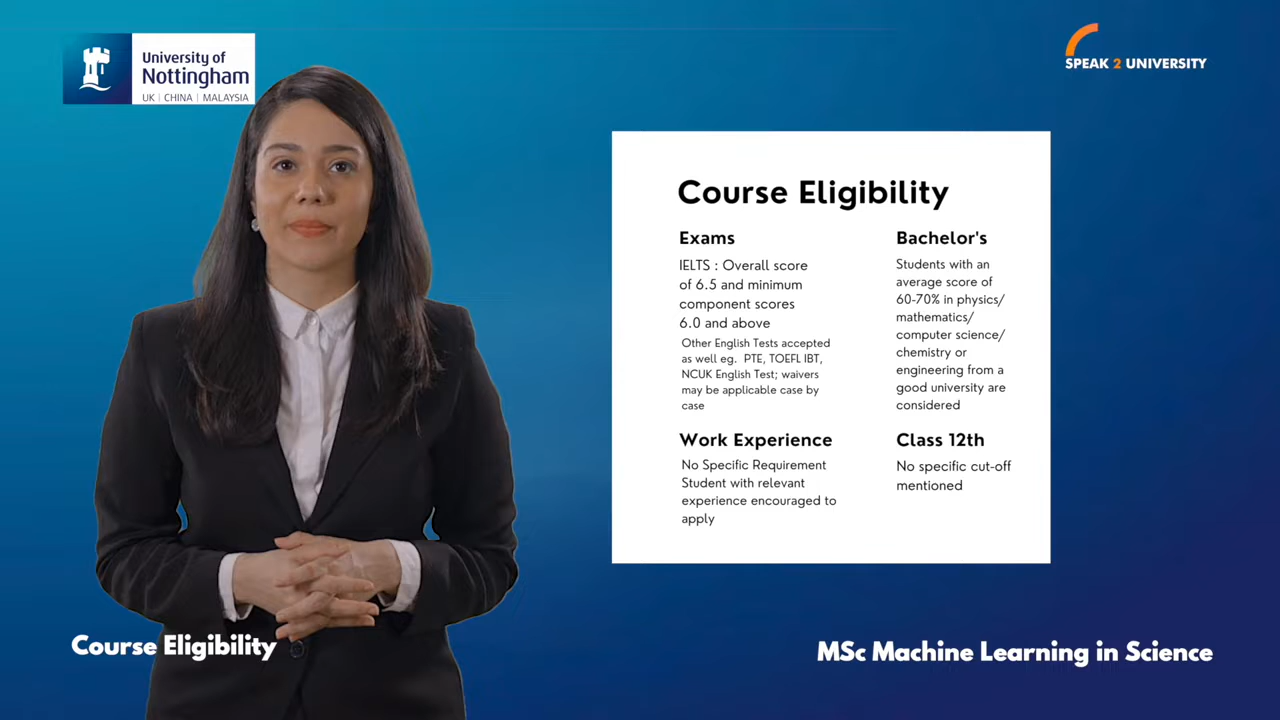 University of
Nottingham
UK | CHINA | MALAYSIA
SPEAK 2 UNIVERSITY
Course Eligibility
Exams
IELTS : Overall score
of 6.5 and minimum
component scores
6.0 and above
Other English Tests accepted
as well eg. PTE, TOEFL IBT,
NCUK English Test; waivers
may be applicable case by
case
Bachelor's
Students with an
average score of
60-70% in physics/
mathematics/
computer science/
chemistry or
engineering from a
good university are
considered
Work Experience
No Specific Requirement
Student with relevant
experience encouraged to
apply
Class 12th
No specific cut-off
mentioned
Course Eligibility
MSc Machine Learning in Science